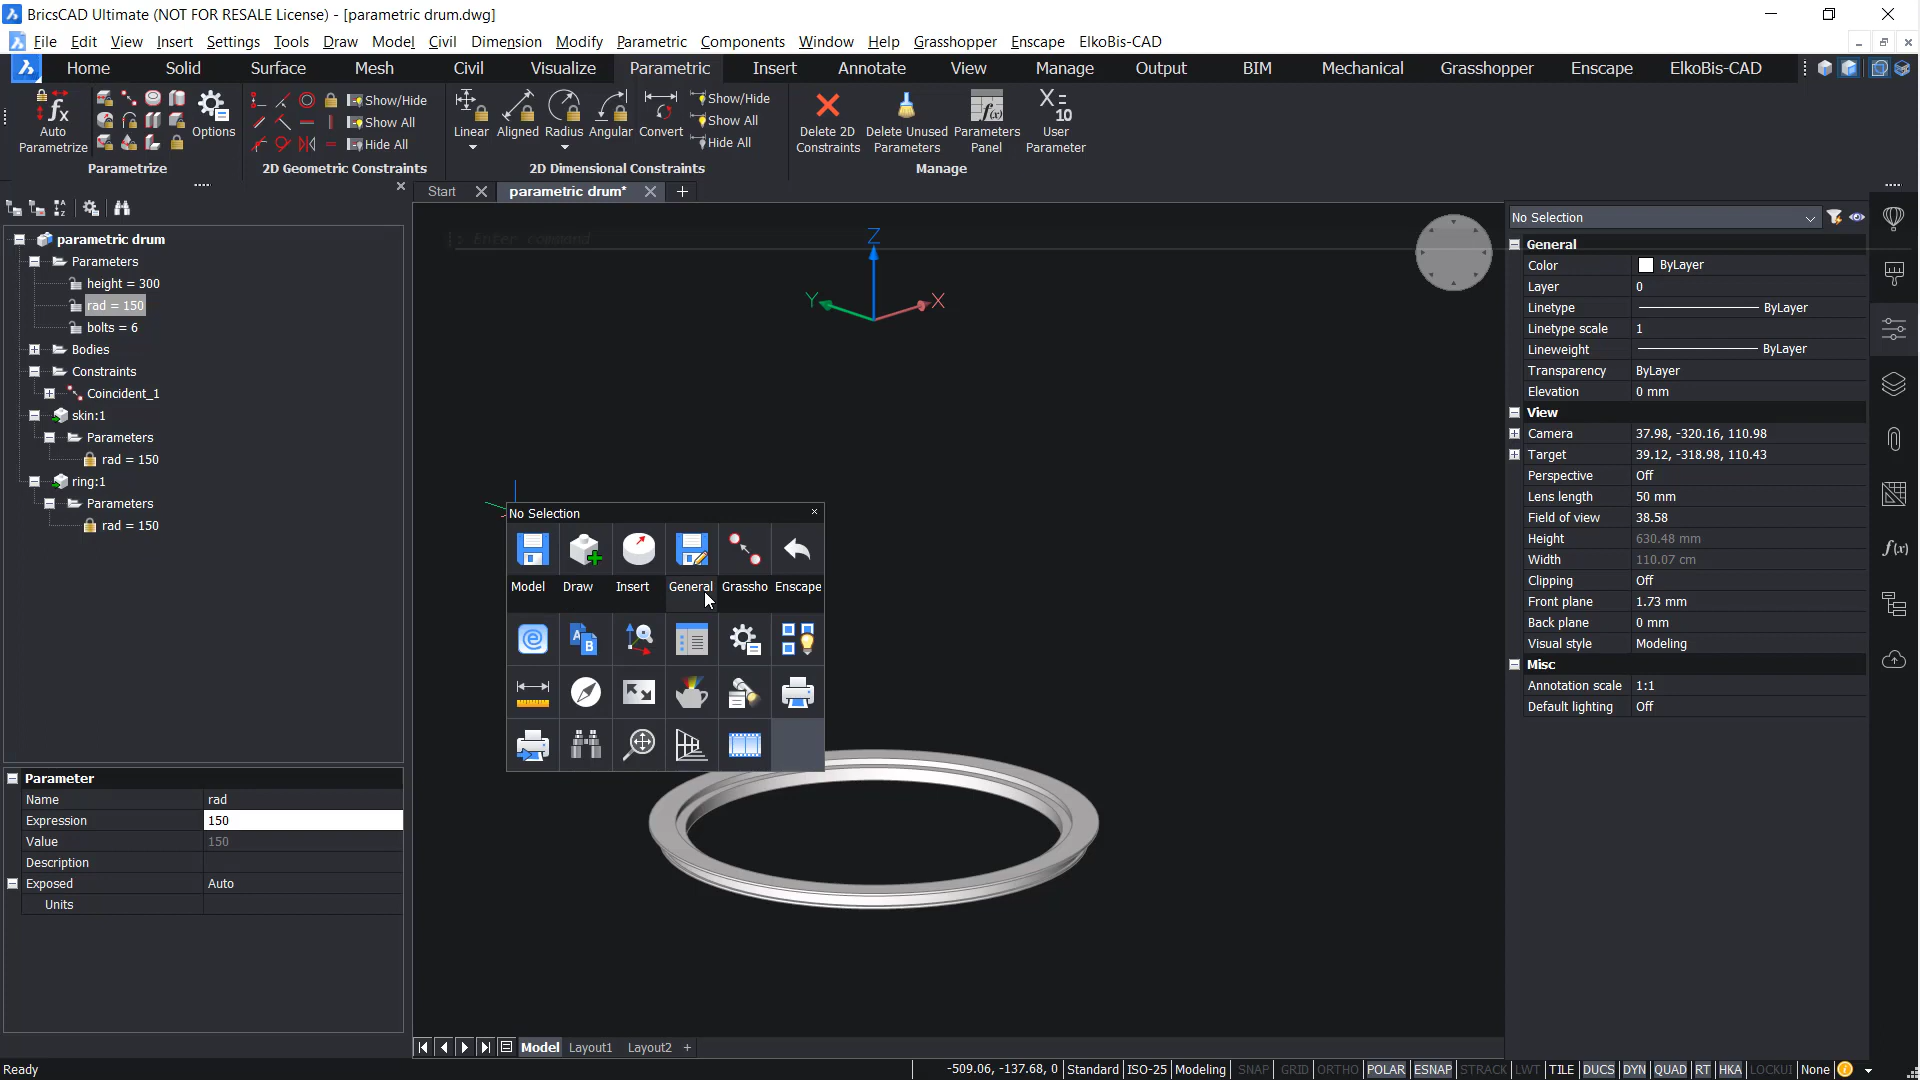 BricsCAD Ultimate (NOT FOR RESALE License) - [parametric drum.dwg]
File Edit View Insert Settings Tools Draw Model Civil Dimension Modify Parametric Components Window Help Grasshopper Enscape ElkoBis-CAD
Home Solid Surface Mesh Civil Visualize Parametric Insert Annotate View Manage Output BIM Mechanical Grasshopper Enscape ElkoBis-CAD
Auto Parametrize
Options
Parametrize
Show/Hide
Show All
Hide All
2D Geometric Constraints
Linear
Aligned
Radius
Angular
Convert
Show/Hide
Show All
Hide All
2D Dimensional Constraints
Delete 2D Constraints
Delete Unused Parameters
Parameters Panel
User Parameter
Manage
Start
parametric drum*
parametric drum
Parameters
height = 300
rad = 150
bolts = 6
Bodies
Constraints
Coincident_1
skin:1
Parameters
rad = 150
ring:1
Parameters
rad = 150
Parameter
Name rad
Expression 150
Value 150
Description
Exposed Auto
Units
: Enter command
Z
Y
X
No Selection
Model Draw Insert General Grassho Enscape
No Selection
General
Color ByLayer
Layer 0
Linetype ByLayer
Linetype scale 1
Lineweight ByLayer
Transparency ByLayer
Elevation 0 mm
View
Camera 37.98, -320.16, 110.98
Target 39.12, -318.98, 110.43
Perspective Off
Lens length 50 mm
Field of view 38.58
Height 630.48 mm
Width 110.07 cm
Clipping Off
Front plane 1.73 mm
Back plane 0 mm
Visual style Modeling
Misc
Annotation scale 1:1
Default lighting Off
Model Layout1 Layout2 +
Ready
-509.06, -137.68, 0 Standard ISO-25 Modeling SNAP GRID ORTHO POLAR ESNAP STRACK LWT TILE DUCS DYN QUAD RT HKA LOCKUI None